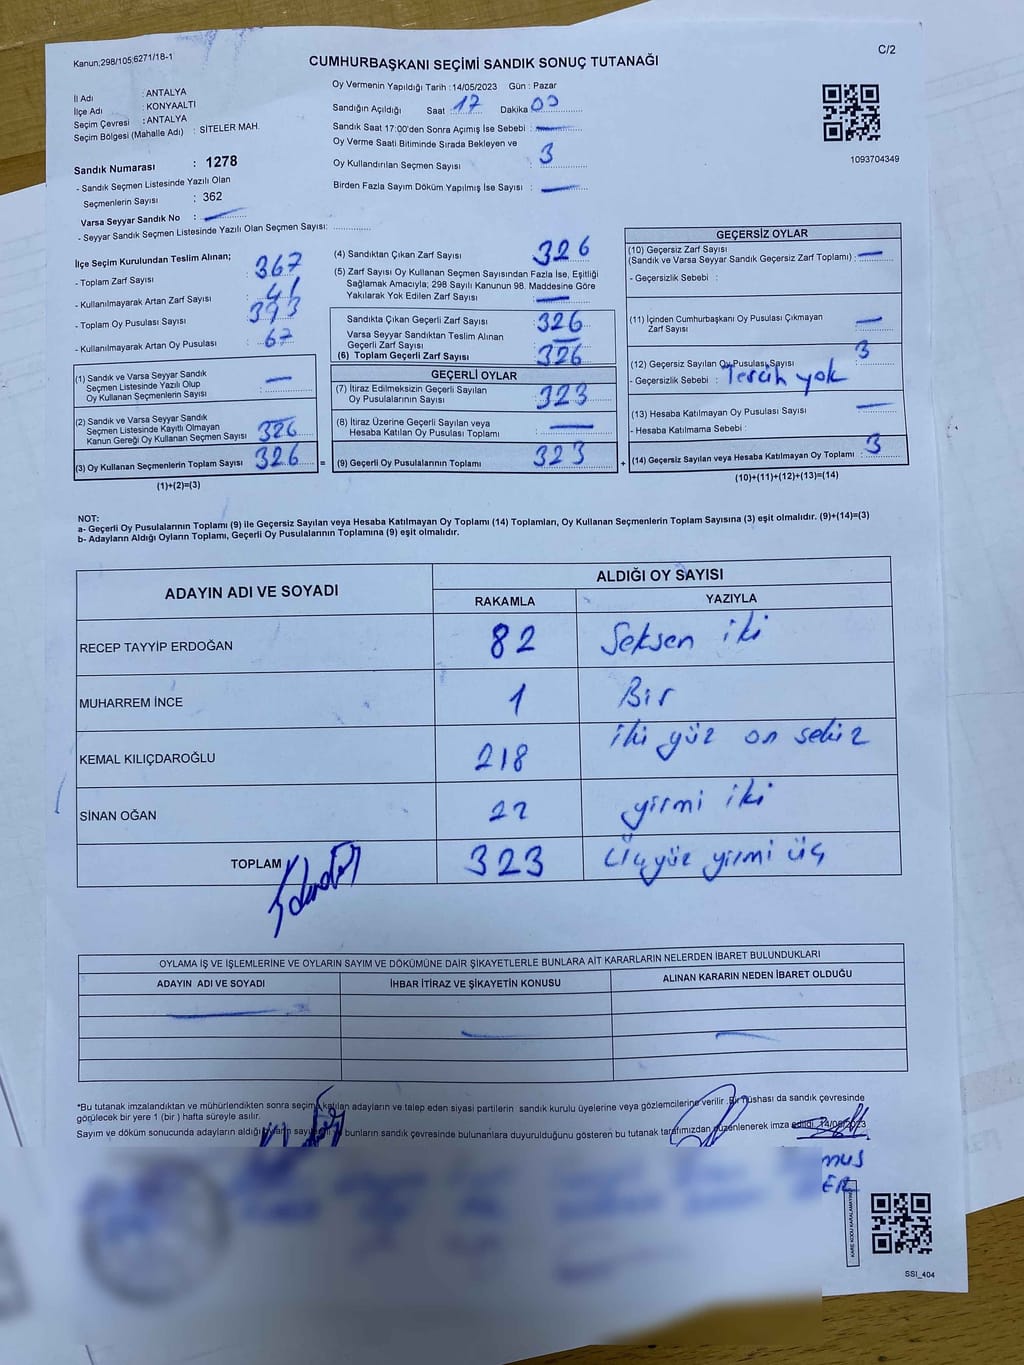 Kanun;298/105;6271/18-1
C/2
CUMHURBAŞKANI SEÇİMİ SANDIK SONUÇ TUTANAĞI
İl Adı : ANTALYA
İlçe Adı : KONYAALTI
Seçim Çevresi : ANTALYA
Seçim Bölgesi (Mahalle Adı) : SİTELER MAH.
Sandık Numarası : 1278
- Sandık Seçmen Listesinde Yazılı Olan
Seçmenlerin Sayısı : 362
Varsa Seyyar Sandık No :
- Seyyar Sandık Seçmen Listesinde Yazılı Olan Seçmen Sayısı:
Oy Vermenin Yapıldığı Tarih : 14/05/2023 Gün : Pazar
Sandığın Açıldığı Saat 17 Dakika 00
Sandık Saat 17:00'den Sonra Açımış İse Sebebi :
Oy Verme Saati Bitiminde Sırada Bekleyen ve
Oy Kullandırılan Seçmen Sayısı : 3
Birden Fazla Sayım Döküm Yapılmış İse Sayısı :
1093704349
İlçe Seçim Kurulundan Teslim Alınan;
- Toplam Zarf Sayısı 367
- Kullanılmayarak Artan Zarf Sayısı 41
- Toplam Oy Pusulası Sayısı 393
- Kullanılmayarak Artan Oy Pusulası 67
(1) Sandık ve Varsa Seyyar Sandık
Seçmen Listesinde Yazılı Olup
Oy Kullanan Seçmenlerin Sayısı
(2) Sandık ve Varsa Seyyar Sandık
Seçmen Listesinde Kayıtlı Olmayan
Kanun Gereği Oy Kullanan Seçmen Sayısı 326
(3) Oy Kullanan Seçmenlerin Toplam Sayısı 326 =
(1)+(2)=(3)
(4) Sandıktan Çıkan Zarf Sayısı 326
(5) Zarf Sayısı Oy Kullanan Seçmen Sayısından Fazla İse, Eşitliği
Sağlamak Amacıyla; 298 Sayılı Kanunun 98. Maddesine Göre
Yakılarak Yok Edilen Zarf Sayısı
Sandıkta Çıkan Geçerli Zarf Sayısı 326
Varsa Seyyar Sandıktan Teslim Alınan
Geçerli Zarf Sayısı
(6) Toplam Geçerli Zarf Sayısı 326
GEÇERLİ OYLAR
(7) İtiraz Edilmeksizin Geçerli Sayılan
Oy Pusulalarının Sayısı 323
(8) İtiraz Üzerine Geçerli Sayılan ve
Hesaba Katılan Oy Pusulası Toplamı
(9) Geçerli Oy Pusulalarının Toplamı 323 +
GEÇERSİZ OYLAR
(10) Geçersiz Zarf Sayısı
(Sandık ve Varsa Seyyar Sandık Geçersiz Zarf Toplamı) :
- Geçersizlik Sebebi :
(11) İçinden Cumhurbaşkanı Oy Pusulası Çıkmayan
Zarf Sayısı
(12) Geçersiz Sayılan Oy Pusulası Sayısı 3
- Geçersizlik Sebebi : Tercih yok
(13) Hesaba Katılmayan Oy Pusulası Sayısı
- Hesaba Katılmama Sebebi :
(14) Geçersiz Sayılan veya Hesaba Katılmayan Oy Toplamı : 3
(10)+(11)+(12)+(13)=(14)
NOT:
a- Geçerli Oy Pusulalarının Toplamı (9) ile Geçersiz Sayılan veya Hesaba Katılmayan Oy Toplamı (14) Toplamları, Oy Kullanan Seçmenlerin Toplam Sayısına (3) eşit olmalıdır. (9)+(14)=(3)
b- Adayların Aldığı Oyların Toplamı, Geçerli Oy Pusulalarının Toplamına (9) eşit olmalıdır.
ADAYIN ADI VE SOYADI ALDIĞI OY SAYISI
RAKAMLA YAZIYLA
RECEP TAYYİP ERDOĞAN 82 Seksen iki
MUHARREM İNCE 1 Bir
KEMAL KILIÇDAROĞLU 218 iki yüz on sekiz
SİNAN OĞAN 22 yirmi iki
TOPLAM 323 Üçyüz yirmi üç
OYLAMA İŞ VE İŞLEMLERİNE VE OYLARIN SAYIM VE DÖKÜMÜNE DAİR ŞİKAYETLERLE BUNLARA AİT KARARLARIN NELERDEN İBARET BULUNDUKLARI
ADAYIN ADI VE SOYADI İHBAR İTİRAZ VE ŞİKAYETİN KONUSU ALINAN KARARIN NEDEN İBARET OLDUĞU
*Bu tutanak imzalandıktan ve mühürlendikten sonra seçime katılan adayların ve talep eden siyasi partilerin sandık kurulu üyelerine veya gözlemcilerine verilir. Bir nüshası da sandık çevresinde
görülecek bir yere 1 (bir ) hafta süreyle asılır.
Sayım ve döküm sonucunda adayların aldığı oyların bunların sandık çevresinde bulunanlara duyurulduğunu gösteren bu tutanak tarafımızdan düzenlenerek imza edildi.
KARE KODU KARALAMAYINIZ
SSI_404